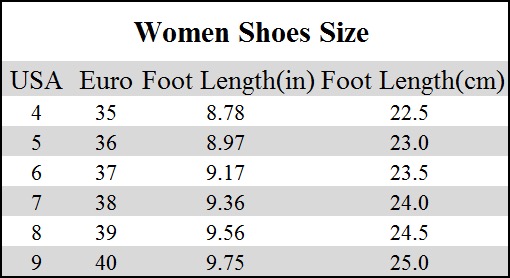 Women Shoes Size
USA Euro Foot Length(in) Foot Length(cm)
4 35 8.78 22.5
5 36 8.97 23.0
6 37 9.17 23.5
7 38 9.36 24.0
8 39 9.56 24.5
9 40 9.75 25.0